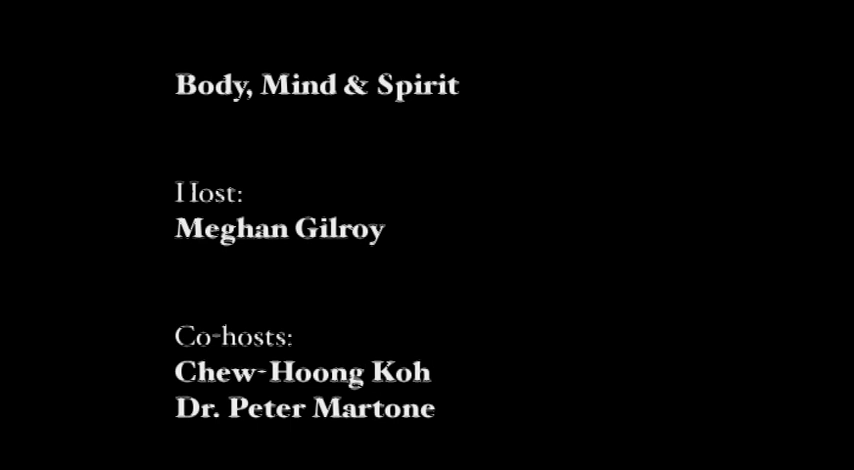 Body, Mind & Spirit
Host:
Meghan Gilroy
Co-hosts:
Chew-Hoong Koh
Dr. Peter Martone